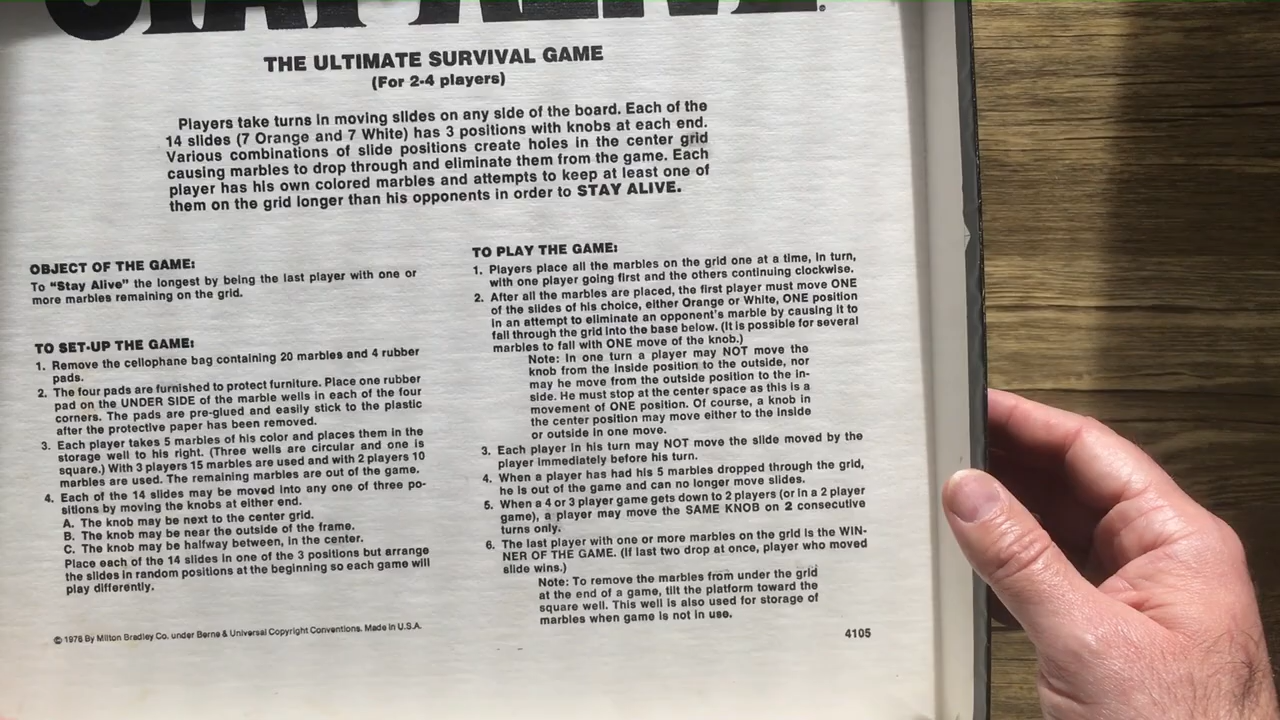 STAY ALIVE®
THE ULTIMATE SURVIVAL GAME
(For 2-4 players)
Players take turns in moving slides on any side of the board. Each of the
14 slides (7 Orange and 7 White) has 3 positions with knobs at each end.
Various combinations of slide positions create holes in the center grid
causing marbles to drop through and eliminate them from the game. Each
player has his own colored marbles and attempts to keep at least one of
them on the grid longer than his opponents in order to STAY ALIVE.
OBJECT OF THE GAME:
To "Stay Alive" the longest by being the last player with one or
more marbles remaining on the grid.
TO SET-UP THE GAME:
1. Remove the cellophane bag containing 20 marbles and 4 rubber
pads.
2. The four pads are furnished to protect furniture. Place one rubber
pad on the UNDER SIDE of the marble wells in each of the four
corners. The pads are pre-glued and easily stick to the plastic
after the protective paper has been removed.
3. Each player takes 5 marbles of his color and places them in the
storage well to his right. (Three wells are circular and one is
square.) With 3 players 15 marbles are used and with 2 players 10
marbles are used. The remaining marbles are out of the game.
4. Each of the 14 slides may be moved into any one of three po-
sitions by moving the knobs at either end.
A. The knob may be next to the center grid.
B. The knob may be near the outside of the frame.
C. The knob may be halfway between, in the center.
Place each of the 14 slides in one of the 3 positions but arrange
the slides in random positions at the beginning so each game will
play differently.
TO PLAY THE GAME:
1. Players place all the marbles on the grid one at a time, in turn,
with one player going first and the others continuing clockwise.
2. After all the marbles are placed, the first player must move ONE
of the slides of his choice, either Orange or White, ONE position
in an attempt to eliminate an opponent's marble by causing it to
fall through the grid into the base below. (It is possible for several
marbles to fall with ONE move of the knob.)
Note: In one turn a player may NOT move the
knob from the inside position to the outside, nor
may he move from the outside position to the in-
side. He must stop at the center space as this is a
movement of ONE position. Of course, a knob in
the center position may move either to the inside
or outside in one move.
3. Each player in his turn may NOT move the slide moved by the
player immediately before his turn.
4. When a player has had his 5 marbles dropped through the grid,
he is out of the game and can no longer move slides.
5. When a 4 or 3 player game gets down to 2 players (or in a 2 player
game), a player may move the SAME KNOB on 2 consecutive
turns only.
6. The last player with one or more marbles on the grid is the WIN-
NER OF THE GAME. (If last two drop at once, player who moved
slide wins.)
Note: To remove the marbles from under the grid
at the end of a game, tilt the platform toward the
square well. This well is also used for storage of
marbles when game is not in use.
© 1978 By Milton Bradley Co. under Berne & Universal Copyright Conventions. Made in U.S.A.
4105